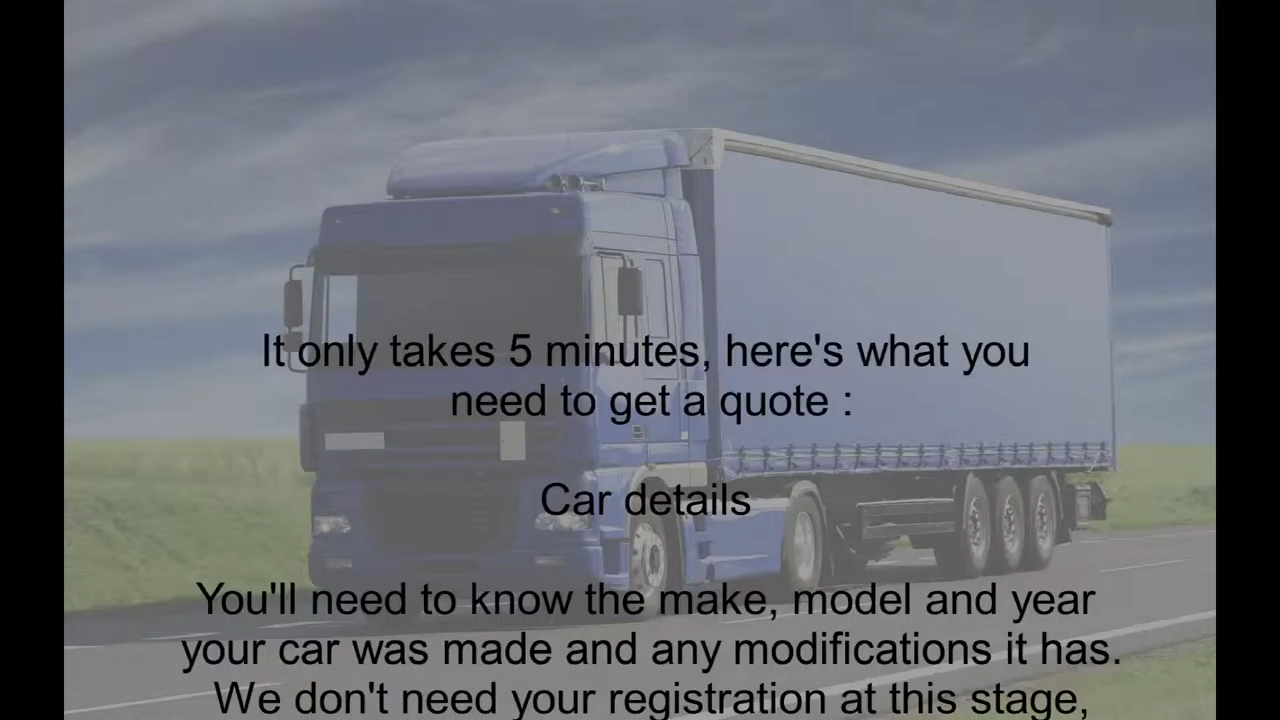 It only takes 5 minutes, here's what you
need to get a quote :
Car details
You'll need to know the make, model and year
your car was made and any modifications it has.
We don't need your registration at this stage,